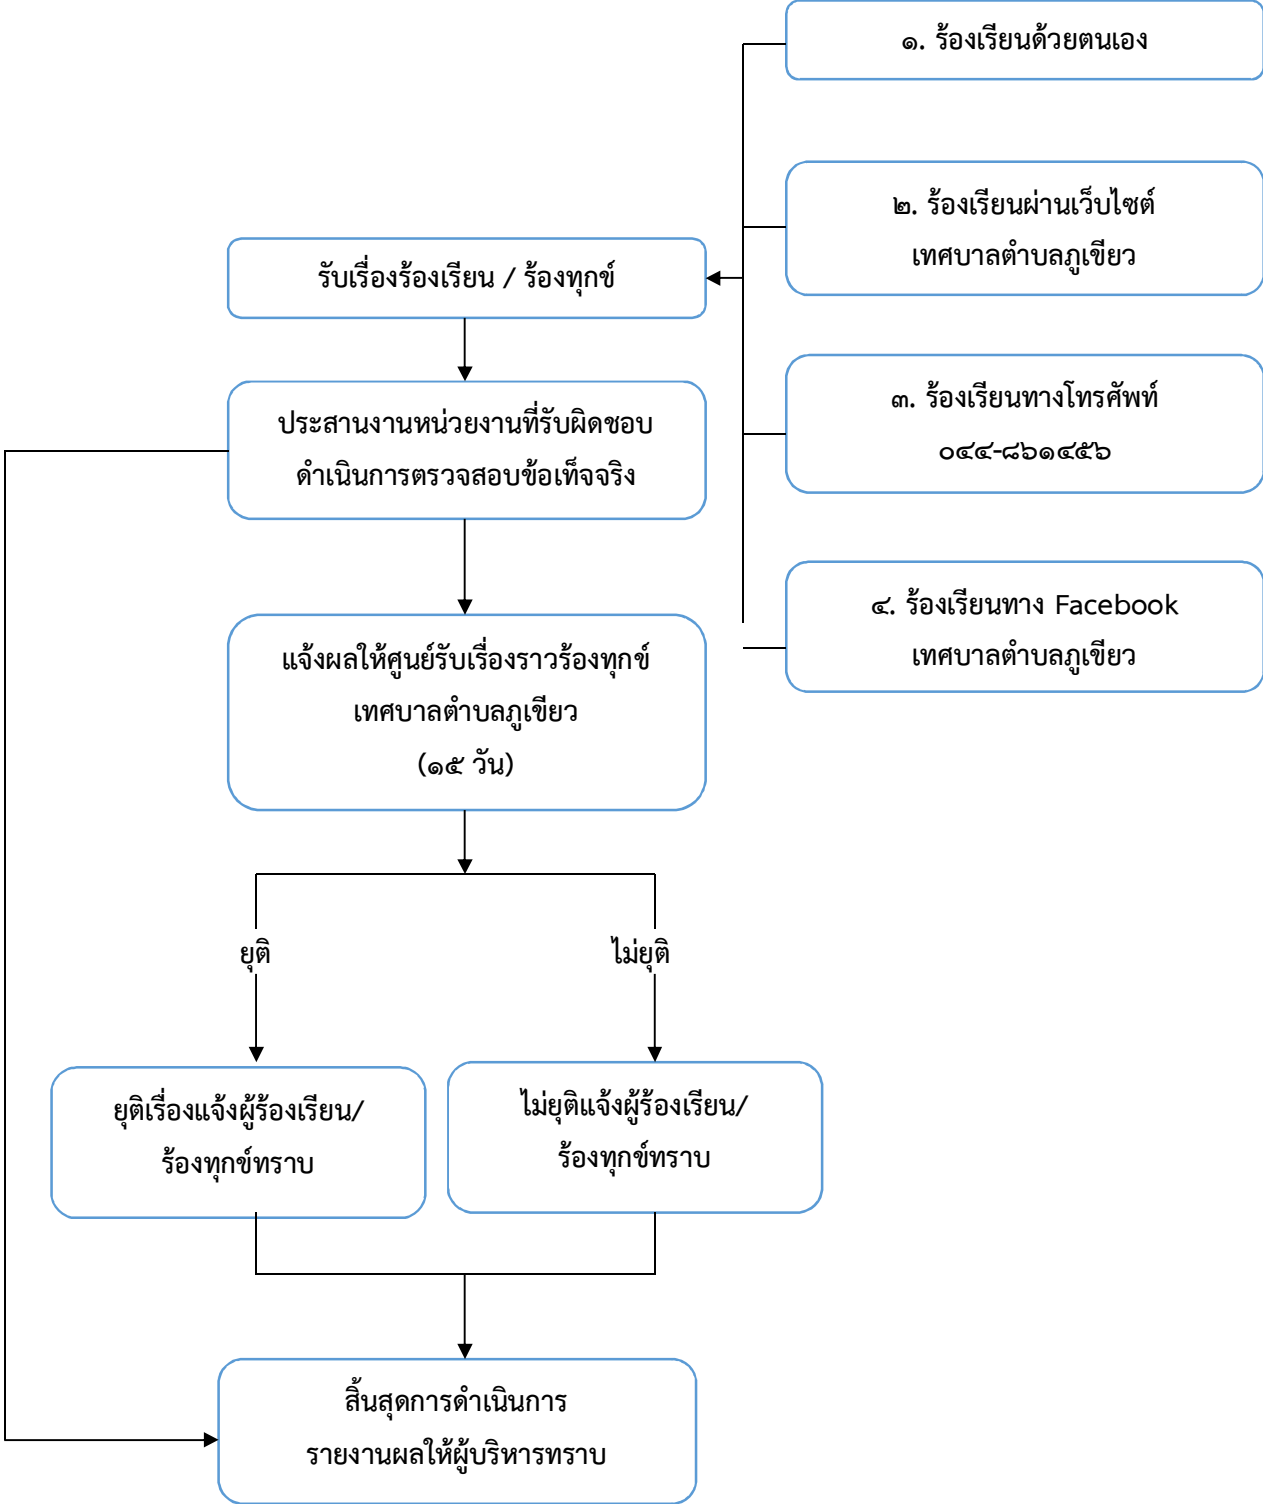 ๑. ร้องเรียนด้วยตนเอง
๒. ร้องเรียนผ่านเว็บไซต์
เทศบาลตำบลภูเขียว
รับเรื่องร้องเรียน / ร้องทุกข์
๓. ร้องเรียนทางโทรศัพท์
๐๔๔-๘๖๑๔๕๖
ประสานงานหน่วยงานที่รับผิดชอบ
ดำเนินการตรวจสอบข้อเท็จจริง
๔. ร้องเรียนทาง Facebook
เทศบาลตำบลภูเขียว
แจ้งผลให้ศูนย์รับเรื่องราวร้องทุกข์
เทศบาลตำบลภูเขียว
(๑๕ วัน)
ยุติ
ไม่ยุติ
ยุติเรื่องแจ้งผู้ร้องเรียน/
ร้องทุกข์ทราบ
ไม่ยุติแจ้งผู้ร้องเรียน/
ร้องทุกข์ทราบ
สิ้นสุดการดำเนินการ
รายงานผลให้ผู้บริหารทราบ